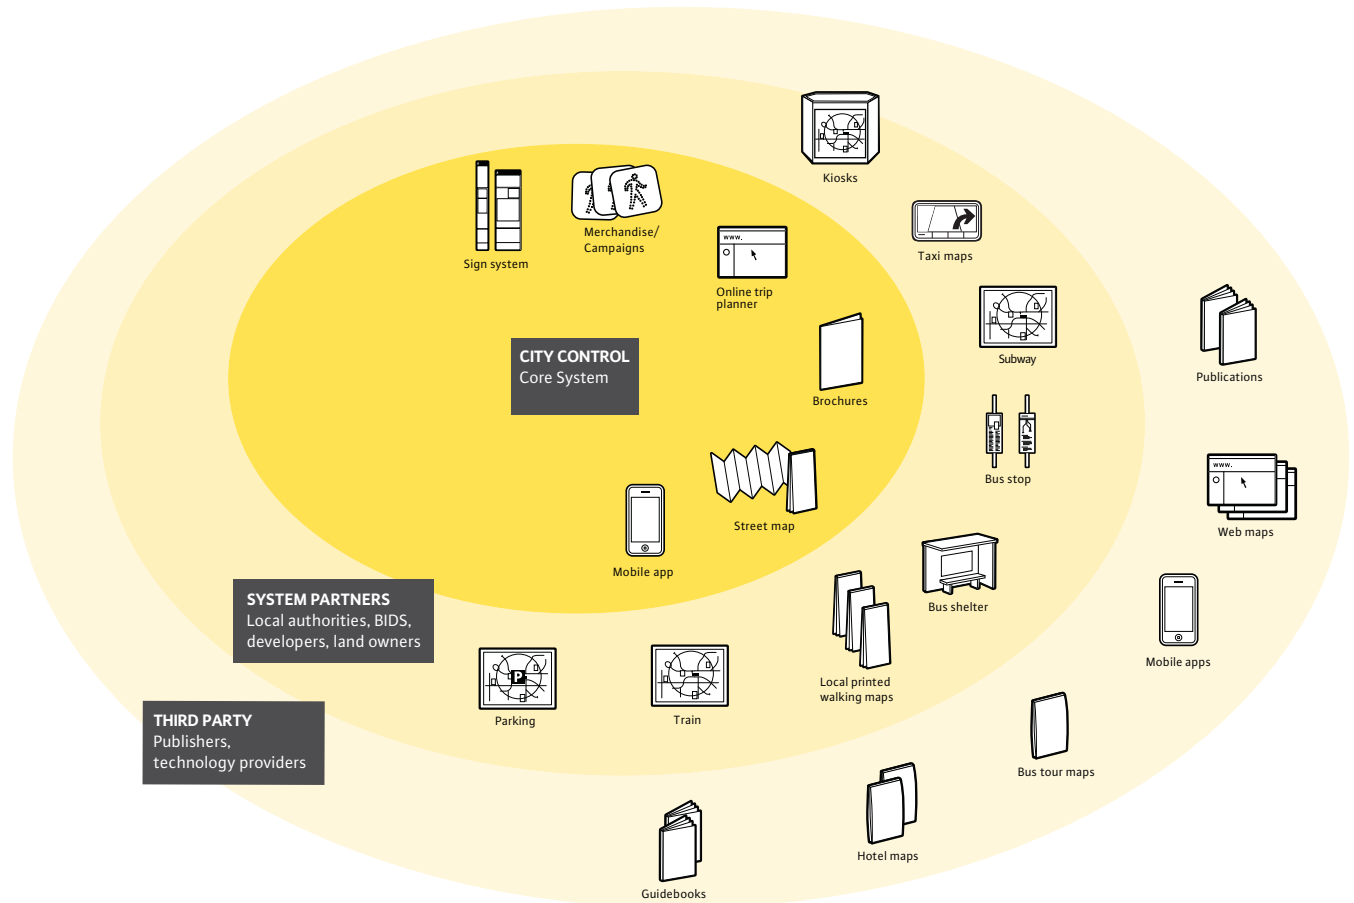 Kiosks
Sign system
Merchandise/
Campaigns
www.
Online trip
planner
Taxi maps
Subway
Publications
CITY CONTROL
Core System
Brochures
Bus stop
www.
Web maps
Street map
Mobile app
Bus shelter
SYSTEM PARTNERS
Local authorities, BIDS,
developers, land owners
Mobile apps
Local printed
walking maps
P
Parking
Train
THIRD PARTY
Publishers,
technology providers
Bus tour maps
Hotel maps
Guidebooks